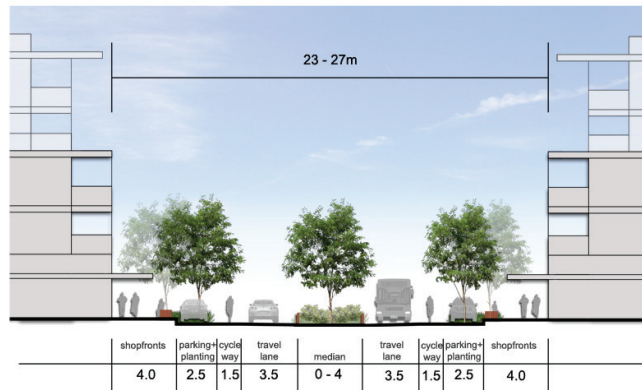 23 - 27m
shopfronts parking+ planting cycle way travel lane median travel lane cycle way parking+ planting shopfronts
4.0 2.5 1.5 3.5 0 - 4 3.5 1.5 2.5 4.0